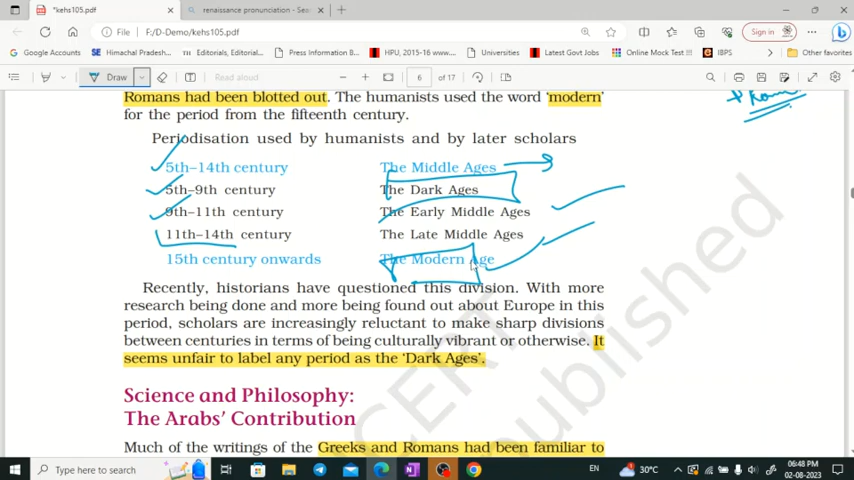 *kehs105.pdf
renaissance pronunciation - Sea
File F:/D-Demo/kehs105.pdf
Sign in
Google Accounts Himachal Pradesh, Tutorials, Editorials, Editorial... Press Information B... HPU, 2015-16 www.... Universities Latest Govt Jobs Online Mock Test !!!... IBPS Other favorites
Draw Read aloud 6 of 17
Romans had been blotted out. The humanists used the word 'modern'
for the period from the fifteenth century.
Periodisation used by humanists and by later scholars
5th–14th century The Middle Ages
5th–9th century The Dark Ages
9th–11th century The Early Middle Ages
11th–14th century The Late Middle Ages
15th century onwards The Modern Age
Recently, historians have questioned this division. With more
research being done and more being found out about Europe in this
period, scholars are increasingly reluctant to make sharp divisions
between centuries in terms of being culturally vibrant or otherwise. It
seems unfair to label any period as the 'Dark Ages'.
Science and Philosophy:
The Arabs' Contribution
Much of the writings of the Greeks and Romans had been familiar to
NCERT
republished
Type here to search
EN
30°C
06:48 PM
02-08-2023